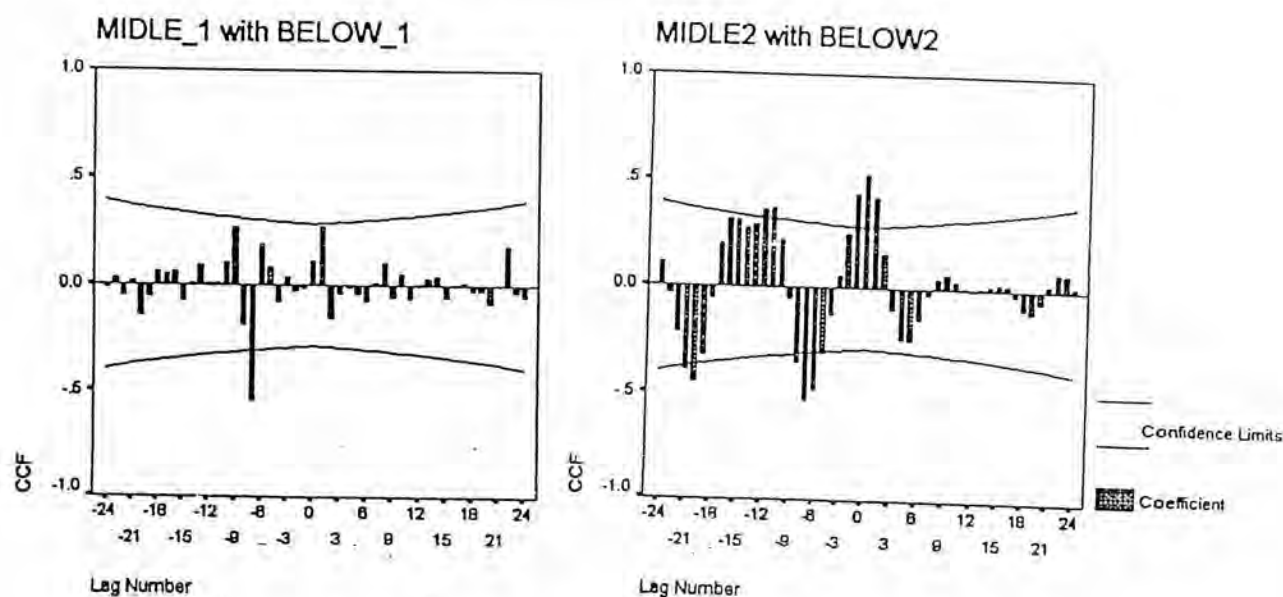 MIDLE_1 with BELOW_1
1.0
.5
0.0
-.5
-1.0
CCF
-24 -18 -12 -6 0 6 12 18 24
-21 -15 -9 -3 3 9 15 21
Lag Number
MIDLE2 with BELOW2
1.0
.5
0.0
-.5
-1.0
CCF
-24 -18 -12 -6 0 6 12 18 24
-21 -15 -9 -3 3 9 15 21
Lag Number
Confidence Limits
Coefficient